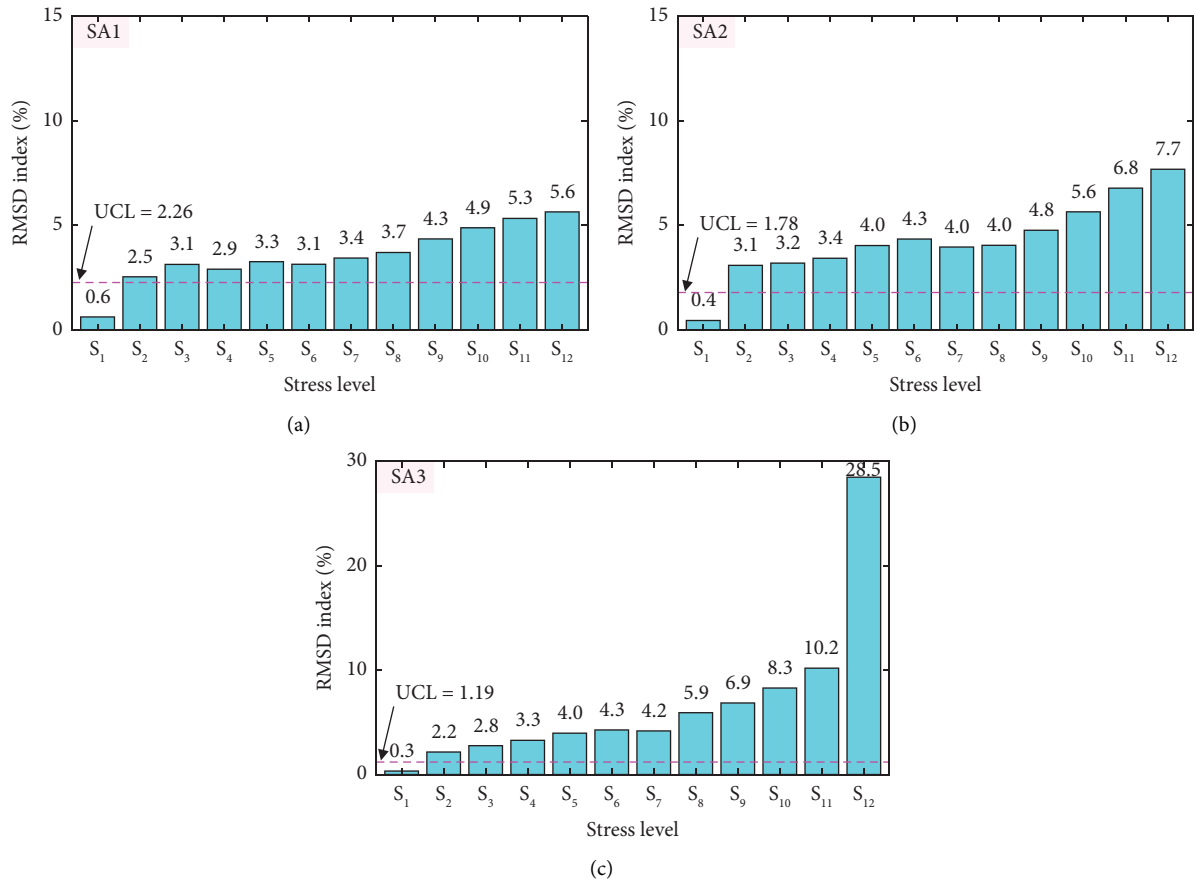 SA1
15
10
5
0
RMSD index (%)
UCL = 2.26
0.6
2.5
3.1
2.9
3.3
3.1
3.4
3.7
4.3
4.9
5.3
5.6
S₁ S₂ S₃ S₄ S₅ S₆ S₇ S₈ S₉ S₁₀ S₁₁ S₁₂
Stress level
(a)
SA2
15
10
5
0
RMSD index (%)
UCL = 1.78
0.4
3.1
3.2
3.4
4.0
4.3
4.0
4.0
4.8
5.6
6.8
7.7
S₁ S₂ S₃ S₄ S₅ S₆ S₇ S₈ S₉ S₁₀ S₁₁ S₁₂
Stress level
(b)
SA3
30
20
10
0
RMSD index (%)
UCL = 1.19
0.3
2.2
2.8
3.3
4.0
4.3
4.2
5.9
6.9
8.3
10.2
28.5
S₁ S₂ S₃ S₄ S₅ S₆ S₇ S₈ S₉ S₁₀ S₁₁ S₁₂
Stress level
(c)